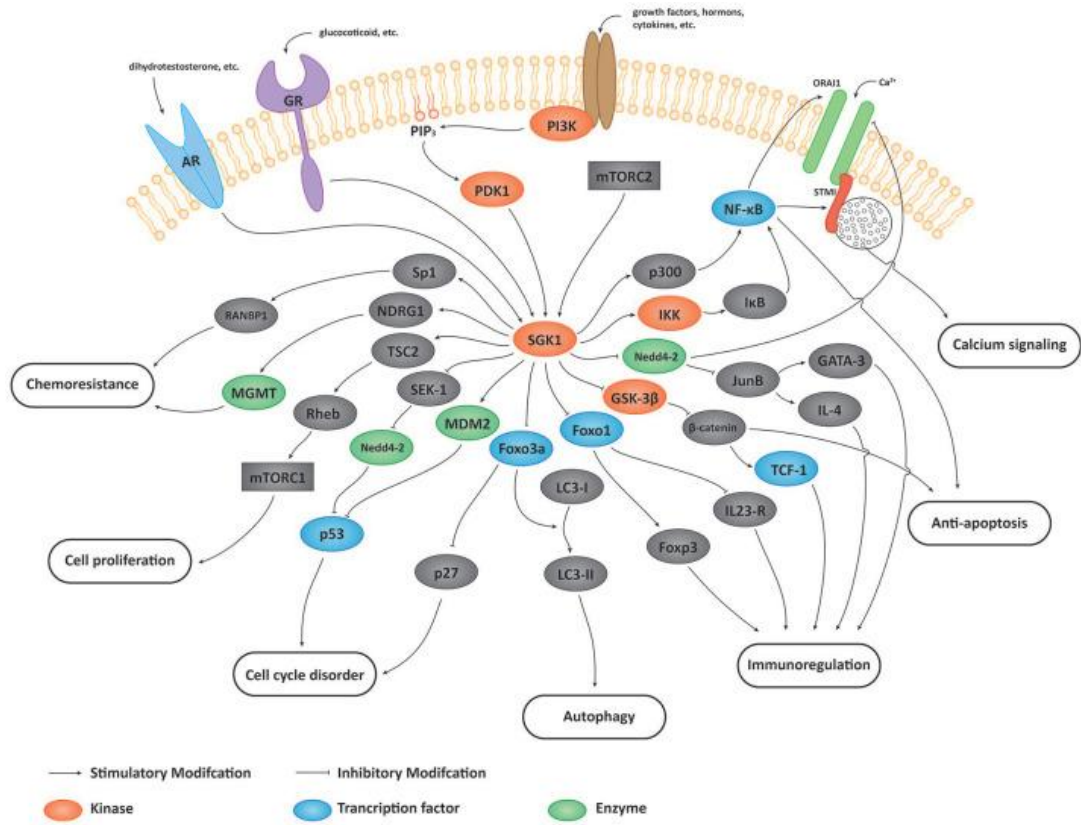 growth factors, hormons,
cytokines, etc.
glucocoticoid, etc.
dihydrotestosterone, etc.
ORAI1
Ca²⁺
GR
AR
PIP₃
PI3K
PDK1
mTORC2
NF-κB
STMI
Sp1
p300
RANBP1
NDRG1
IKK
IκB
SGK1
TSC2
Nedd4-2
GATA-3
Calcium signaling
Chemoresistance
MGMT
SEK-1
JunB
GSK-3β
IL-4
Rheb
MDM2
Foxo1
β-catenin
Nedd4-2
Foxo3a
TCF-1
mTORC1
LC3-I
IL23-R
Anti-apoptosis
p53
Cell proliferation
Foxp3
p27
LC3-II
Cell cycle disorder
Immunoregulation
Autophagy
Stimulatory Modifcation
Inhibitory Modifcation
Kinase
Trancription factor
Enzyme